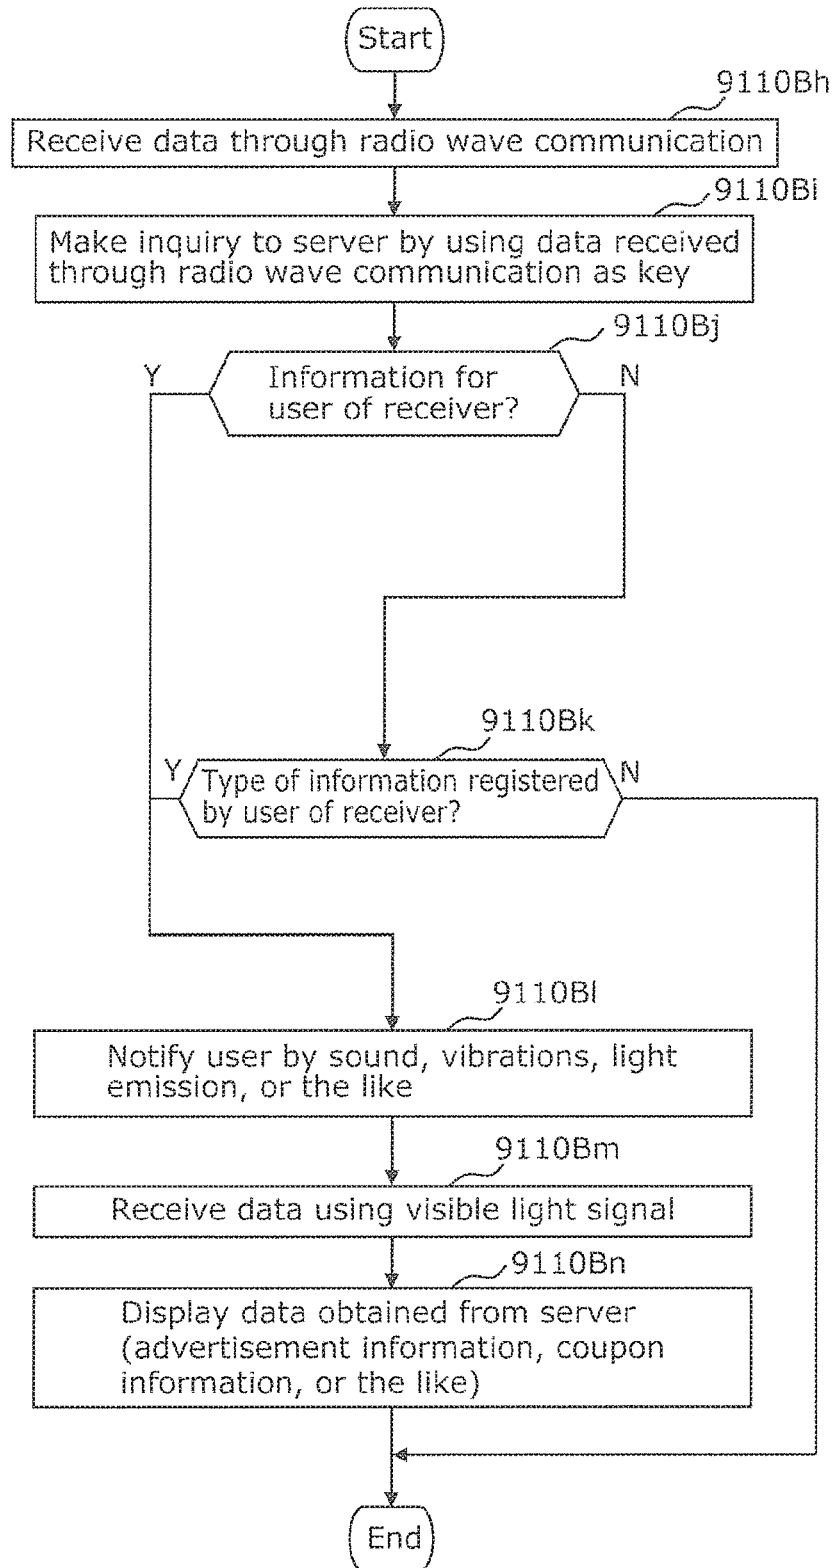 Start
9110Bh
Receive data through radio wave communication
9110Bi
Make inquiry to server by using data received
through radio wave communication as key
9110Bj
Y
N
Information for
user of receiver?
9110Bk
Y
N
Type of information registered
by user of receiver?
9110Bl
Notify user by sound, vibrations, light
emission, or the like
9110Bm
Receive data using visible light signal
9110Bn
Display data obtained from server
(advertisement information, coupon
information, or the like)
End